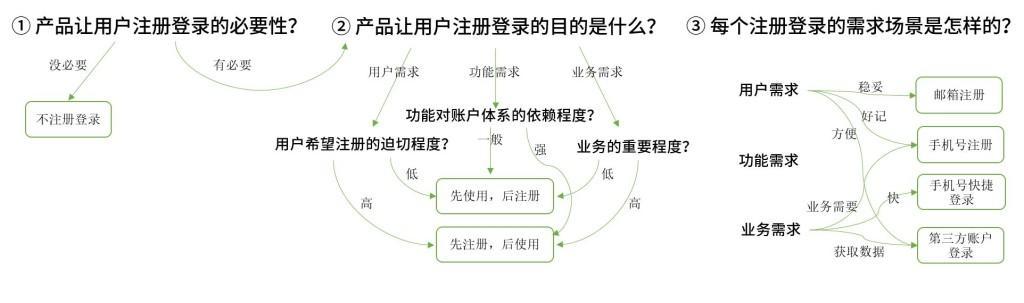 ① 产品让用户注册登录的必要性？
没必要
有必要
不注册登录
② 产品让用户注册登录的目的是什么？
用户需求
功能需求
业务需求
功能对账户体系的依赖程度？
用户希望注册的迫切程度？
一般
强
业务的重要程度？
低
低
先使用，后注册
高
高
先注册，后使用
③ 每个注册登录的需求场景是怎样的？
用户需求
稳妥
邮箱注册
好记
方便
手机号注册
功能需求
手机号快捷
登录
业务需要
快
业务需求
获取数据
第三方账户
登录